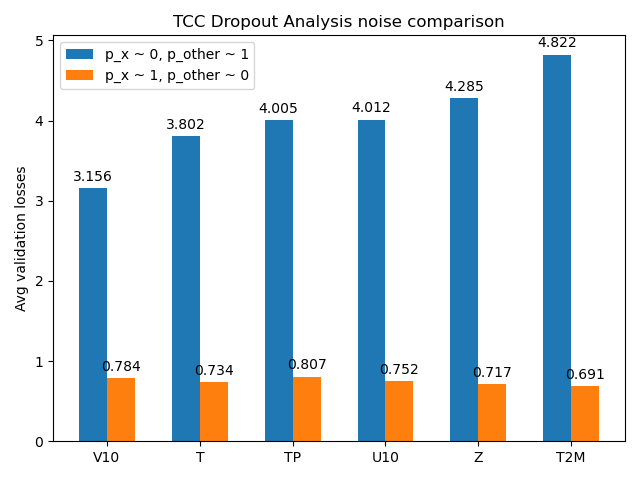 TCC Dropout Analysis noise comparison
p_x ~ 0, p_other ~ 1
p_x ~ 1, p_other ~ 0
Avg validation losses
5
4
3
2
1
0
3.156
3.802
4.005
4.012
4.285
4.822
0.784
0.734
0.807
0.752
0.717
0.691
V10
T
TP
U10
Z
T2M